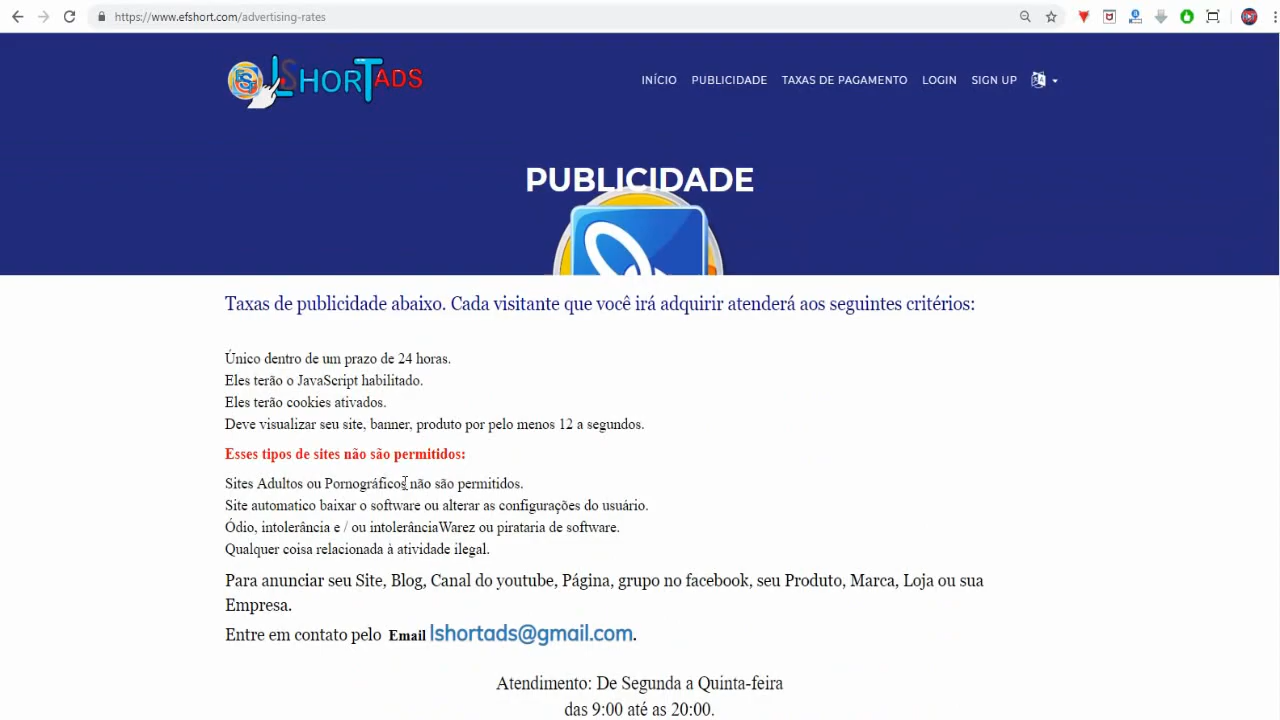 https://www.efshort.com/advertising-rates
LSHORTADS
INÍCIO PUBLICIDADE TAXAS DE PAGAMENTO LOGIN SIGN UP
PUBLICIDADE
Taxas de publicidade abaixo. Cada visitante que você irá adquirir atenderá aos seguintes critérios:
Único dentro de um prazo de 24 horas.
Eles terão o JavaScript habilitado.
Eles terão cookies ativados.
Deve visualizar seu site, banner, produto por pelo menos 12 a segundos.
Esses tipos de sites não são permitidos:
Sites Adultos ou Pornográficos não são permitidos.
Site automatico baixar o software ou alterar as configurações do usuário.
Ódio, intolerância e / ou intolerânciaWarez ou pirataria de software.
Qualquer coisa relacionada à atividade ilegal.
Para anunciar seu Site, Blog, Canal do youtube, Página, grupo no facebook, seu Produto, Marca, Loja ou sua
Empresa.
Entre em contato pelo Email lshortads@gmail.com.
Atendimento: De Segunda a Quinta-feira
das 9:00 até as 20:00.